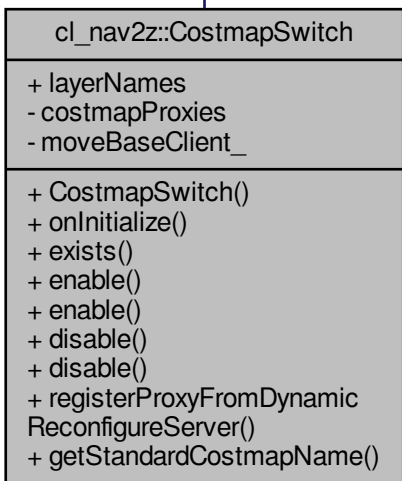 cl_nav2z::CostmapSwitch
+ layerNames
- costmapProxies
- moveBaseClient_
+ CostmapSwitch()
+ onInitialize()
+ exists()
+ enable()
+ enable()
+ disable()
+ disable()
+ registerProxyFromDynamic
ReconfigureServer()
+ getStandardCostmapName()